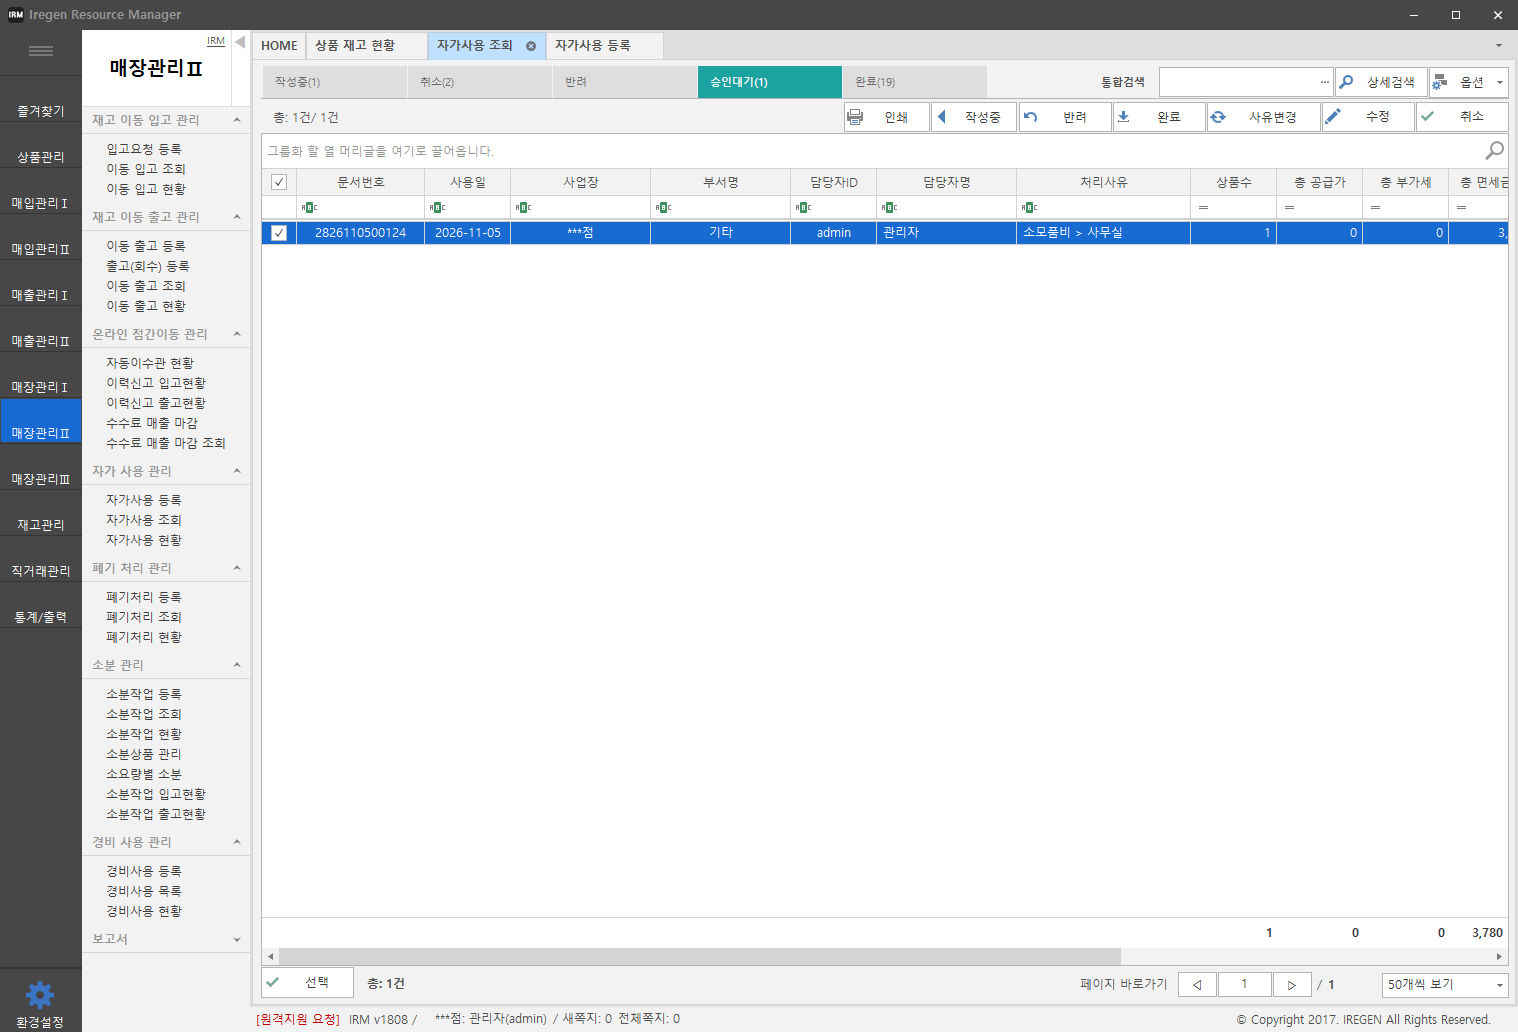 IRM Iregen Resource Manager
IRM
매장관리Ⅱ
즐겨찾기
상품관리
매입관리Ⅰ
매입관리Ⅱ
매출관리Ⅰ
매출관리Ⅱ
매장관리Ⅰ
매장관리Ⅱ
매장관리Ⅲ
재고관리
직거래관리
통계/출력
환경설정
재고 이동 입고 관리
입고요청 등록
이동 입고 조회
이동 입고 현황
재고 이동 출고 관리
이동 출고 등록
출고(회수) 등록
이동 출고 조회
이동 출고 현황
온라인 점간이동 관리
자동이수관 현황
이력신고 입고현황
이력신고 출고현황
수수료 매출 마감
수수료 매출 마감 조회
자가 사용 관리
자가사용 등록
자가사용 조회
자가사용 현황
폐기 처리 관리
폐기처리 등록
폐기처리 조회
폐기처리 현황
소분 관리
소분작업 등록
소분작업 조회
소분작업 현황
소분상품 관리
소요량별 소분
소분작업 입고현황
소분작업 출고현황
경비 사용 관리
경비사용 등록
경비사용 목록
경비사용 현황
보고서
HOME 상품 재고 현황 자가사용 조회 자가사용 등록
작성중(1) 취소(2) 반려 승인대기(1) 완료(19) 통합검색 ... 상세검색 옵션
총: 1건/ 1건 인쇄 작성중 반려 완료 사유변경 수정 취소
그룹화 할 열 머리글을 여기로 끌어옵니다.
문서번호 사용일 사업장 부서명 담당자ID 담당자명 처리사유 상품수 총 공급가 총 부가세 총 면세금
ABC ABC ABC ABC ABC ABC ABC = = = =
2826110500124 2026-11-05 ***점 기타 admin 관리자 소모품비 > 사무실 1 0 0 3,
1 0 0 3,780
선택 총: 1건 페이지 바로가기 1 / 1 50개씩 보기
[원격지원 요청] IRM v1808 / ***점: 관리자(admin) / 새쪽지: 0 전체쪽지: 0 © Copyright 2017. IREGEN All Rights Reserved.